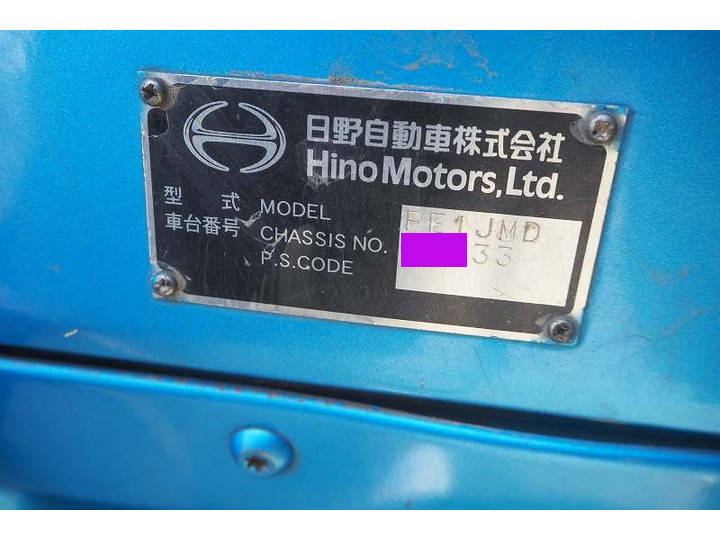 日野自動車株式会社
Hino Motors, Ltd.
型 式 MODEL FE1JMD
車台番号 CHASSIS NO. 33
P.S.CODE